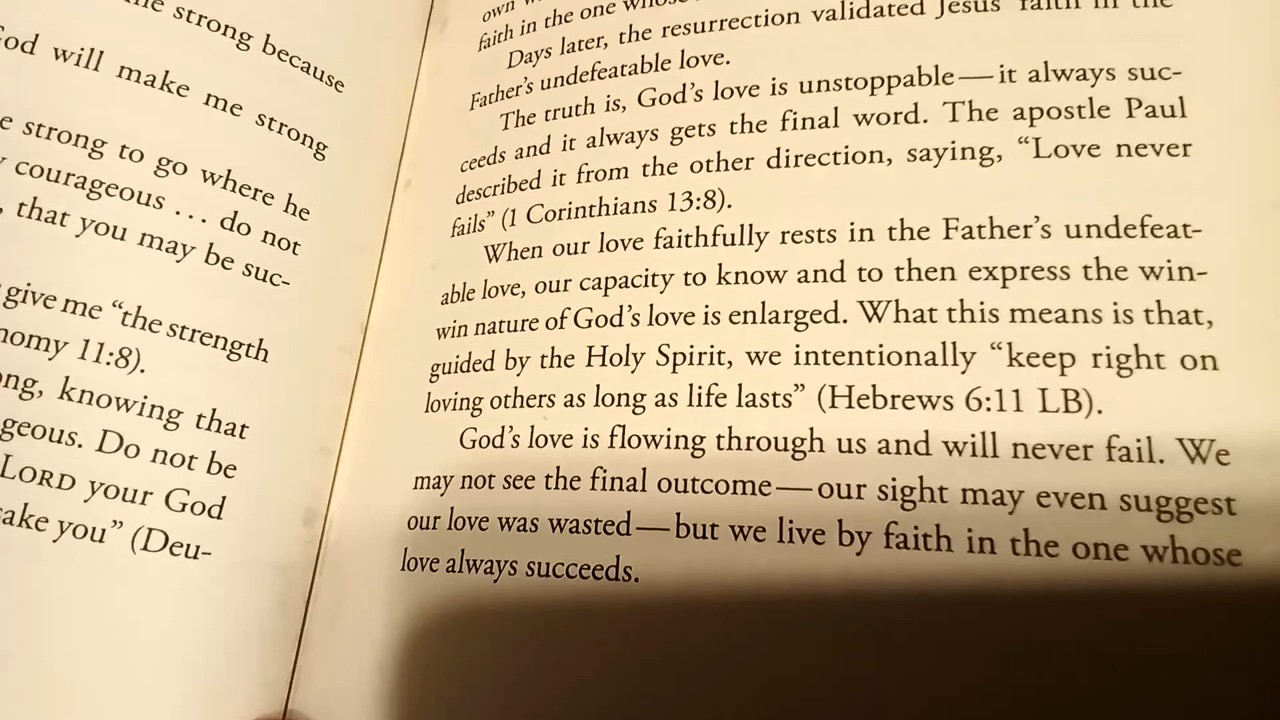 strong because
God will make me strong
strong to go where he
courageous … do not
, that you may be suc-
give me “the strength
11:8).
knowing that
Do not be
LORD your God
you” (Deu-
own
faith in the one
Days later, the resurrection validated Jesus’ faith in the
Father’s undefeatable love.
The truth is, God’s love is unstoppable—it always suc-
ceeds and it always gets the final word. The apostle Paul
described it from the other direction, saying, “Love never
fails” (1 Corinthians 13:8).
When our love faithfully rests in the Father’s undefeat-
able love, our capacity to know and to then express the win-
win nature of God’s love is enlarged. What this means is that,
guided by the Holy Spirit, we intentionally “keep right on
loving others as long as life lasts” (Hebrews 6:11 LB).
God’s love is flowing through us and will never fail. We
may not see the final outcome—our sight may even suggest
our love was wasted—but we live by faith in the one whose
love always succeeds.